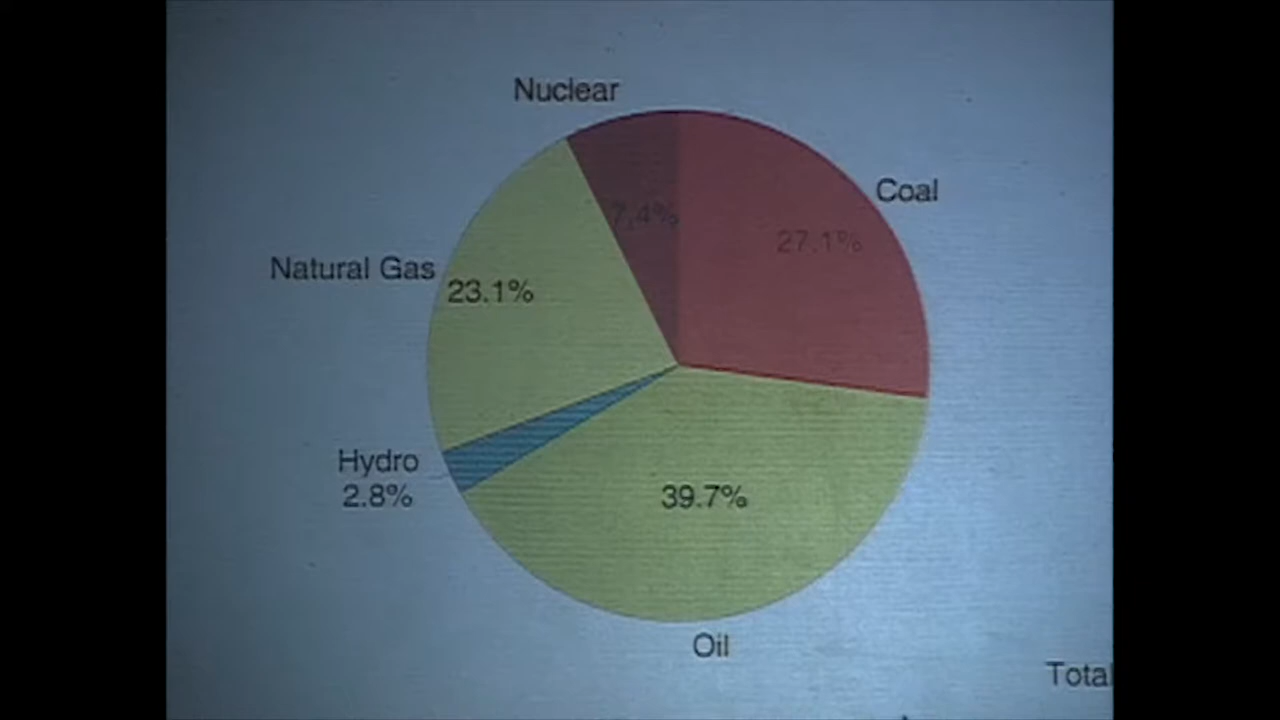 Nuclear
Coal
7.4%
27.1%
Natural Gas
23.1%
Hydro
2.8%
39.7%
Oil
Total